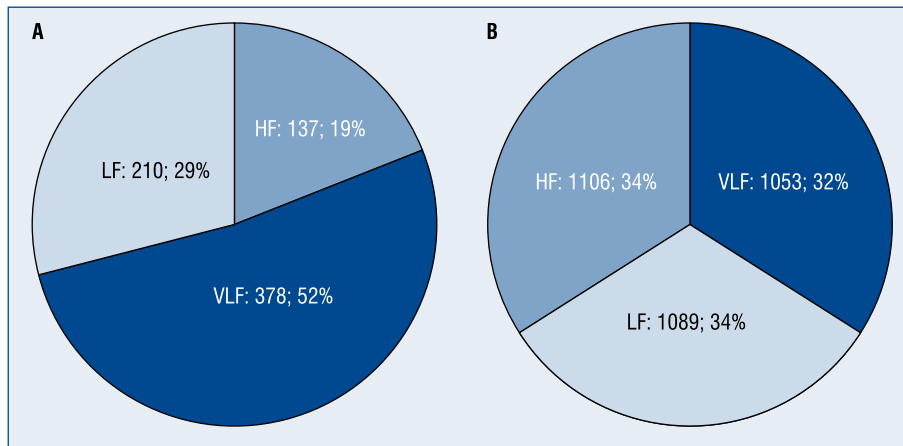 A
HF: 137; 19%
LF: 210; 29%
VLF: 378; 52%
B
HF: 1106; 34%
VLF: 1053; 32%
LF: 1089; 34%